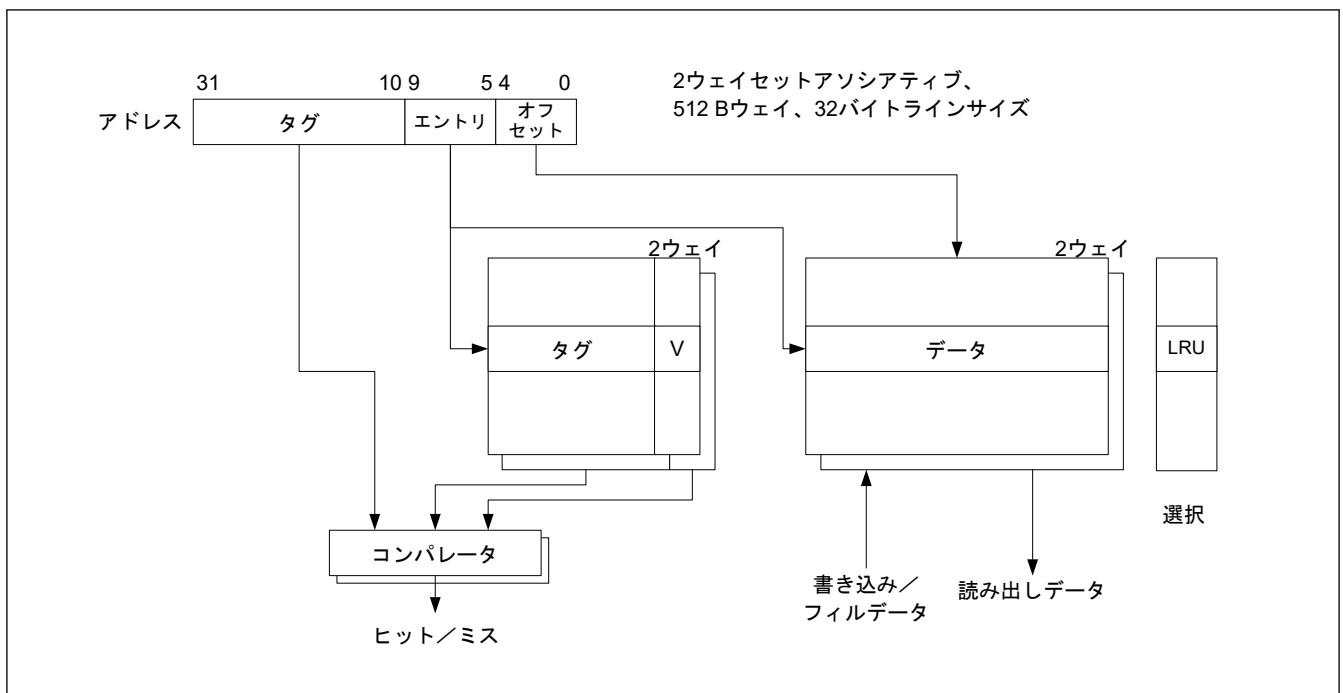 31 10 9 5 4 0
アドレス タグ エントリ オフ
セット
2ウェイセットアソシアティブ、
512 Bウェイ、32バイトラインサイズ
2ウェイ
タグ V
2ウェイ
データ
LRU
選択
コンパレータ
ヒット／ミス
書き込み／
フィルデータ
読み出しデータ